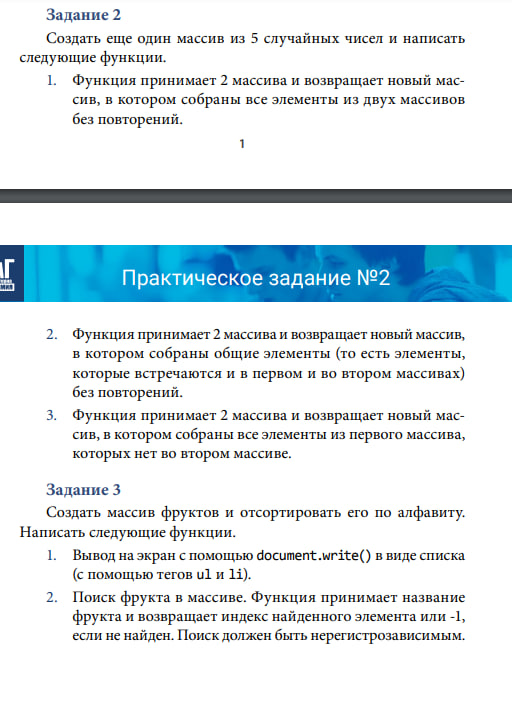 Задание 2
Создать еще один массив из 5 случайных чисел и написать
следующие функции.
1. Функция принимает 2 массива и возвращает новый мас-
сив, в котором собраны все элементы из двух массивов
без повторений.
1
Практическое задание №2
2. Функция принимает 2 массива и возвращает новый массив,
в котором собраны общие элементы (то есть элементы,
которые встречаются и в первом и во втором массивах)
без повторений.
3. Функция принимает 2 массива и возвращает новый мас-
сив, в котором собраны все элементы из первого массива,
которых нет во втором массиве.
Задание 3
Создать массив фруктов и отсортировать его по алфавиту.
Написать следующие функции.
1. Вывод на экран с помощью document.write() в виде списка
(с помощью тегов ul и li).
2. Поиск фрукта в массиве. Функция принимает название
фрукта и возвращает индекс найденного элемента или -1,
если не найден. Поиск должен быть нерегистрозависимым.